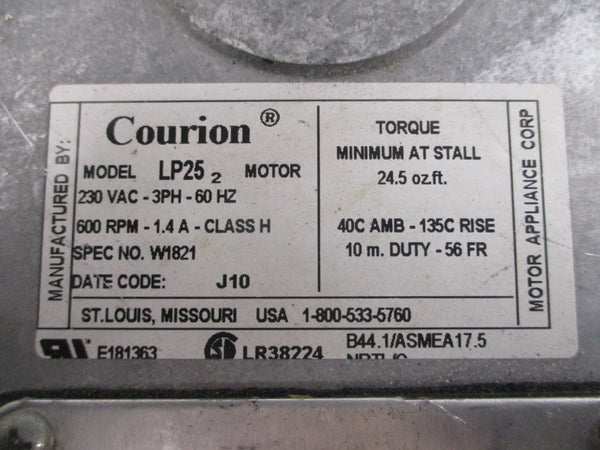 MANUFACTURED BY:
Courion ®
MODEL LP25 2 MOTOR
230 VAC - 3PH - 60 HZ
600 RPM - 1.4 A - CLASS H
SPEC NO. W1821
DATE CODE: J10
TORQUE
MINIMUM AT STALL
24.5 oz.ft.
40C AMB - 135C RISE
10 m. DUTY - 56 FR
MOTOR APPLIANCE CORP
ST.LOUIS, MISSOURI USA 1-800-533-5760
E181363 LR38224 B44.1/ASMEA17.5